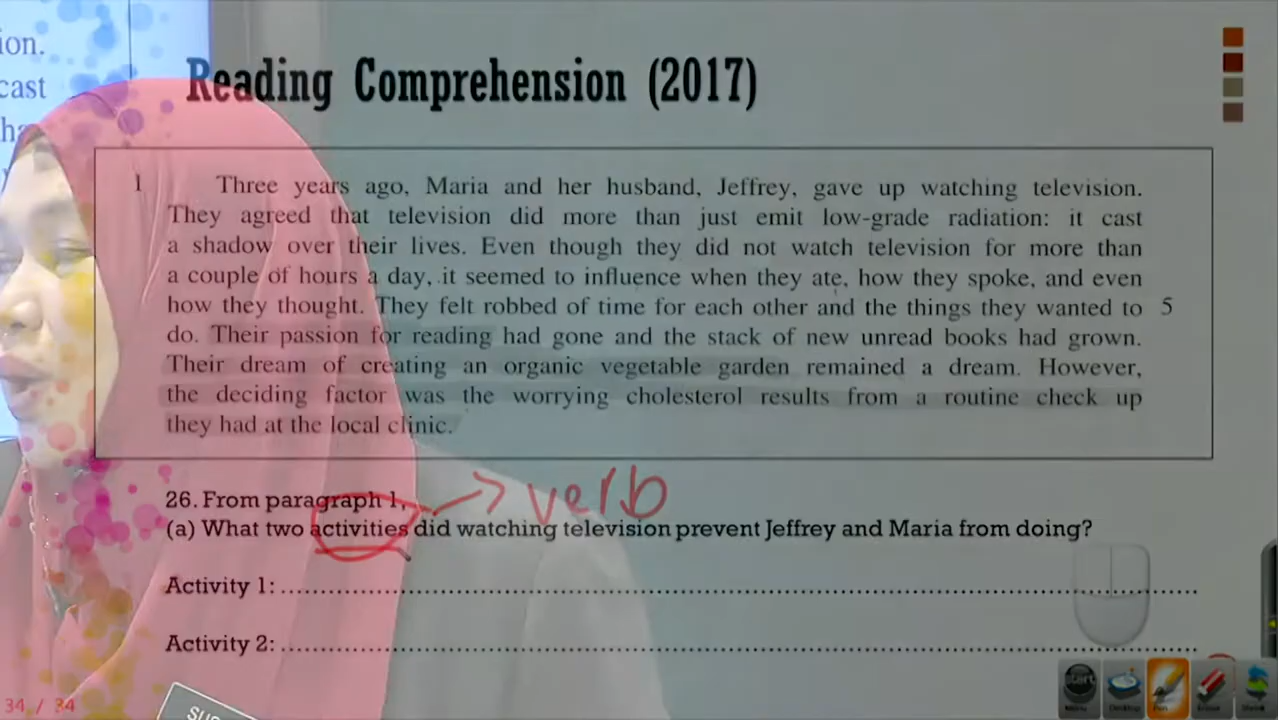 ion.
cast
Reading Comprehension (2017)
1 Three years ago, Maria and her husband, Jeffrey, gave up watching television.
They agreed that television did more than just emit low-grade radiation: it cast
a shadow over their lives. Even though they did not watch television for more than
a couple of hours a day, it seemed to influence when they ate, how they spoke, and even
how they thought. They felt robbed of time for each other and the things they wanted to 5
do. Their passion for reading had gone and the stack of new unread books had grown.
Their dream of creating an organic vegetable garden remained a dream. However,
the deciding factor was the worrying cholesterol results from a routine check up
they had at the local clinic.
verb
26. From paragraph 1,
(a) What two activities did watching television prevent Jeffrey and Maria from doing?
Activity 1: ........................................................................
Activity 2: ........................................................................
start
Menu Desktop Pen Eraser
34 / 34